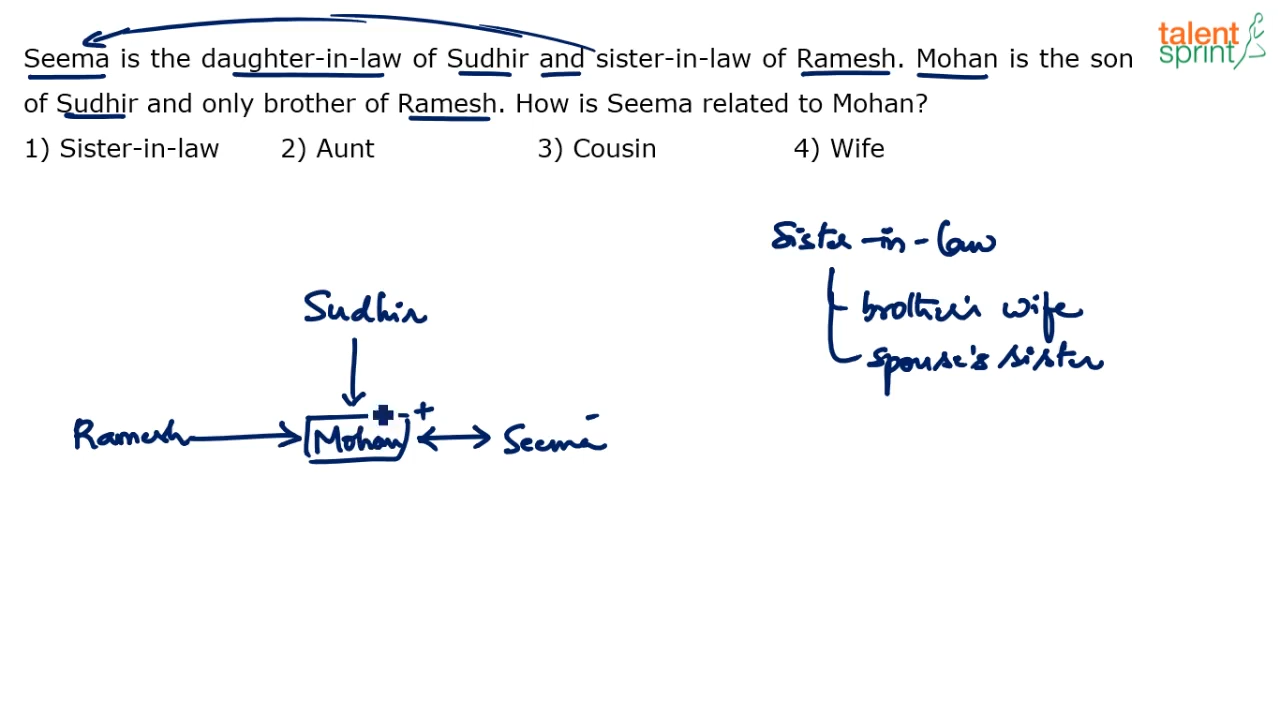 talent
sprint
Seema is the daughter-in-law of Sudhir and sister-in-law of Ramesh. Mohan is the son
of Sudhir and only brother of Ramesh. How is Seema related to Mohan?
1) Sister-in-law 2) Aunt 3) Cousin 4) Wife
Sister-in-law
brother's wife
spouse's sister
Sudhir
+
Ramesh Mohan Seema -